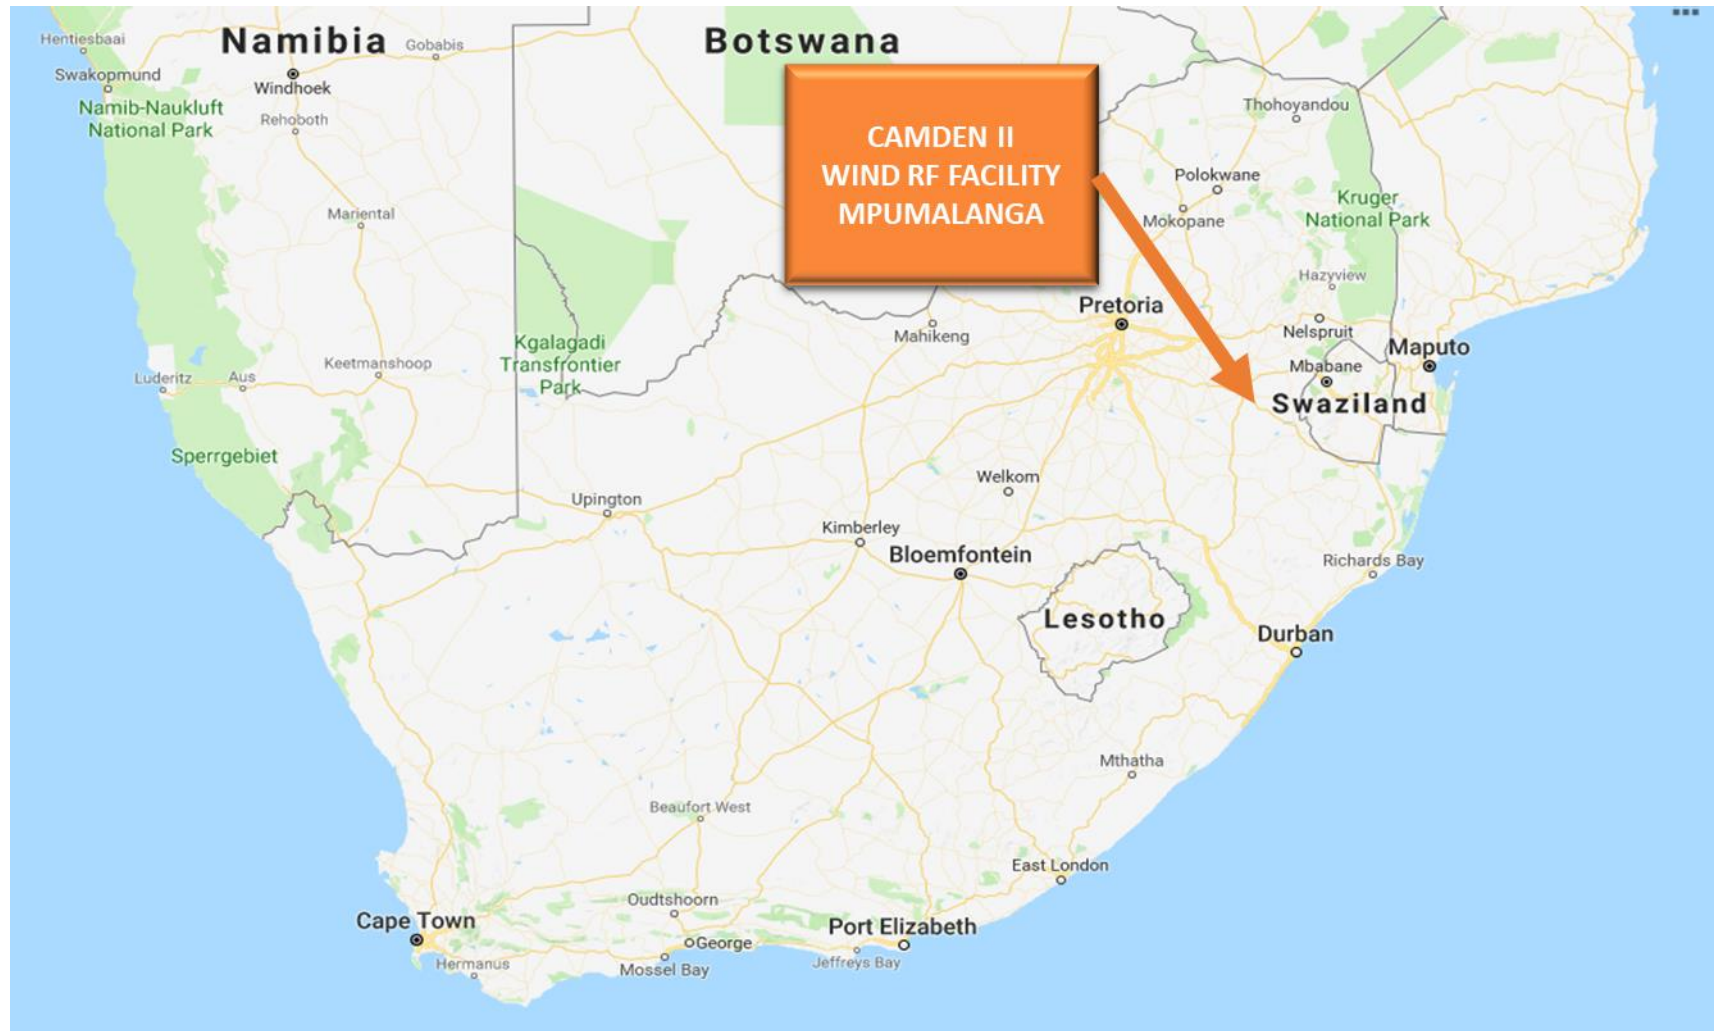 Hentiesbaai
Namibia
Gobabis
Botswana
Swakopmund
Windhoek
Namib-Naukluft
National Park
Rehoboth
Thohoyandou
CAMDEN II
WIND RF FACILITY
MPUMALANGA
Polokwane
Mokopane
Kruger
National Park
Mariental
Hazyview
Pretoria
Mahikeng
Nelspruit
Kgalagadi
Transfrontier
Park
Maputo
Keetmanshoop
Mbabane
Luderitz
Aus
Swaziland
Sperrgebiet
Welkom
Upington
Kimberley
Bloemfontein
Richards Bay
Lesotho
Durban
Mthatha
Beaufort West
East London
Oudtshoorn
Cape Town
Port Elizabeth
George
Hermanus
Mossel Bay
Jeffreys Bay